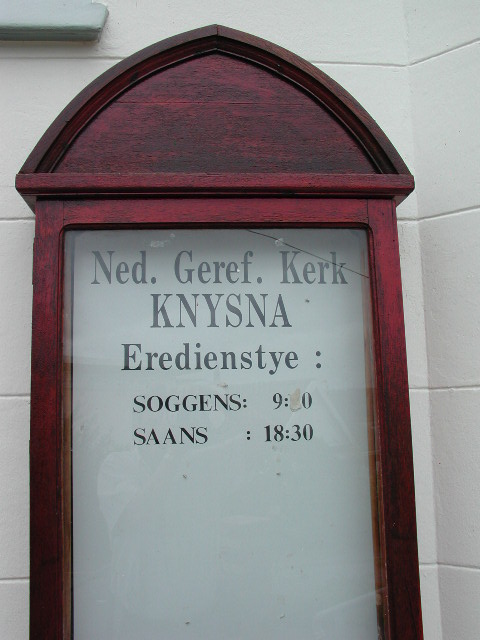 Ned. Geref. Kerk
KNYSNA
Eredienstye :
SOGGENS:
SAANS : 18:30